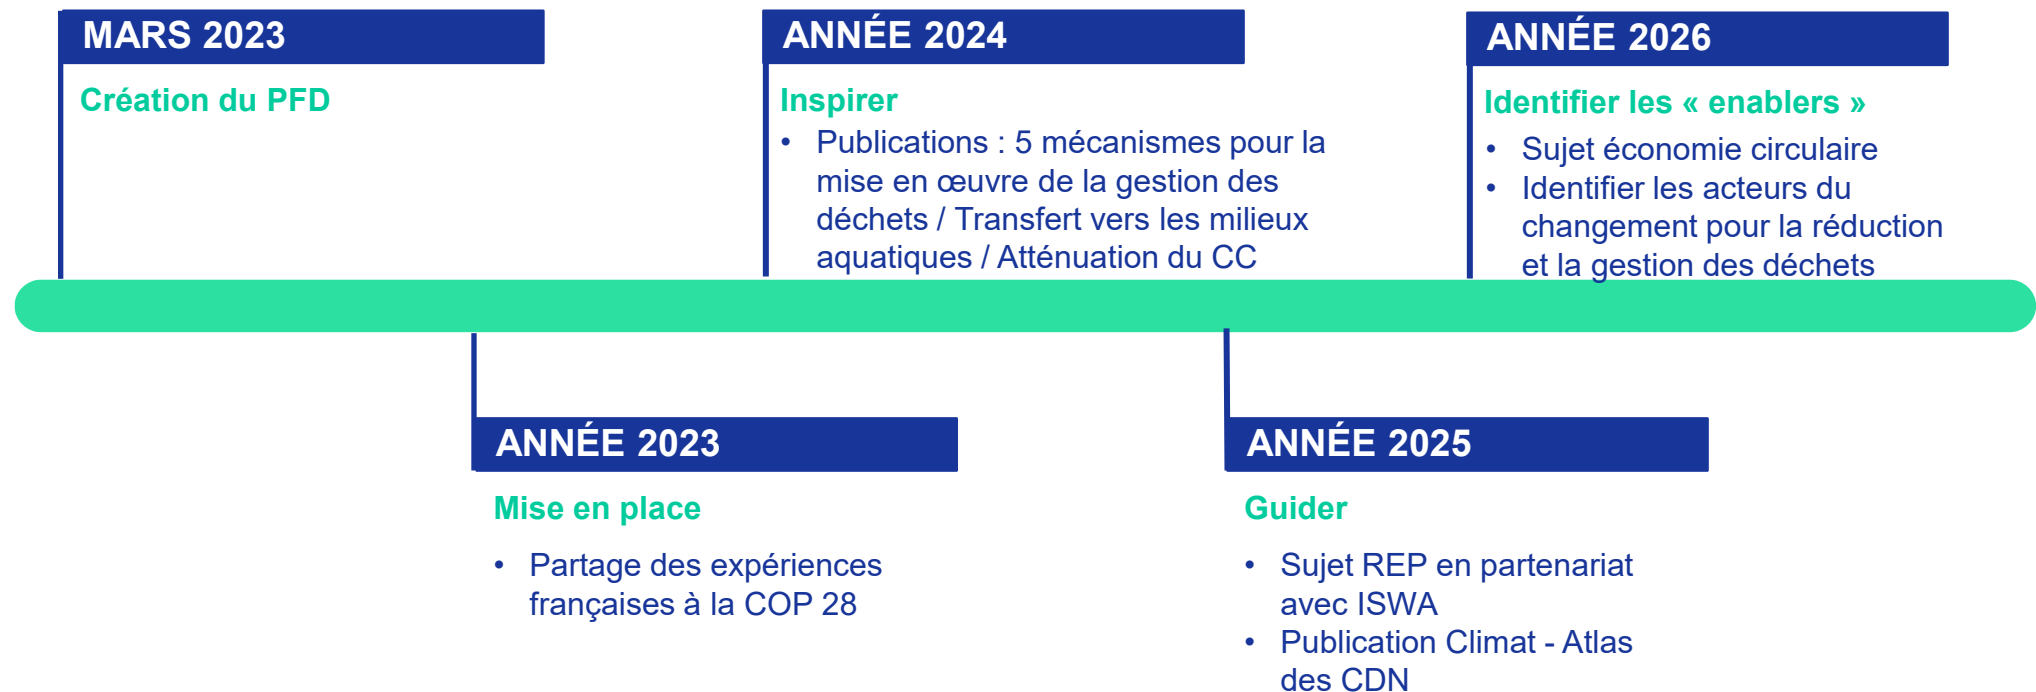 MARS 2023
Création du PFD
ANNÉE 2024
Inspirer
• Publications : 5 mécanismes pour la
mise en œuvre de la gestion des
déchets / Transfert vers les milieux
aquatiques / Atténuation du CC
ANNÉE 2026
Identifier les « enablers »
• Sujet économie circulaire
• Identifier les acteurs du
changement pour la réduction
et la gestion des déchets
ANNÉE 2023
Mise en place
• Partage des expériences
françaises à la COP 28
ANNÉE 2025
Guider
• Sujet REP en partenariat
avec ISWA
• Publication Climat - Atlas
des CDN